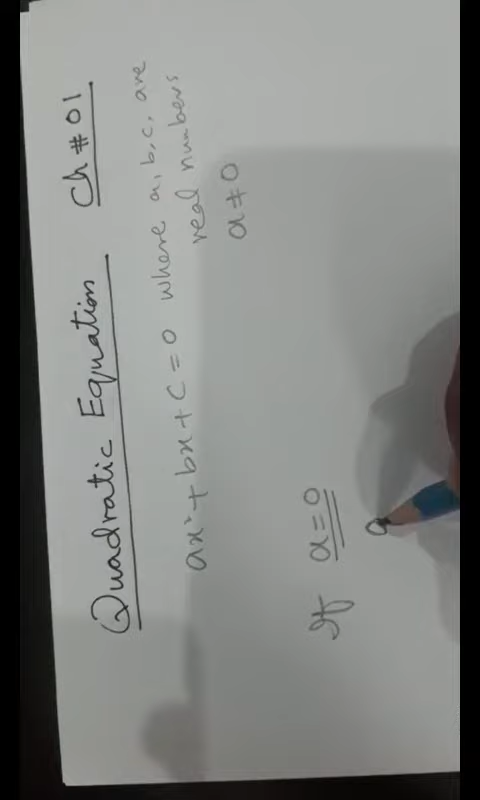 Quadratic Equation Ch # 01
ax²+bx+c=0 where a, b, c, are
real numbers
a≠0
If a=0
a